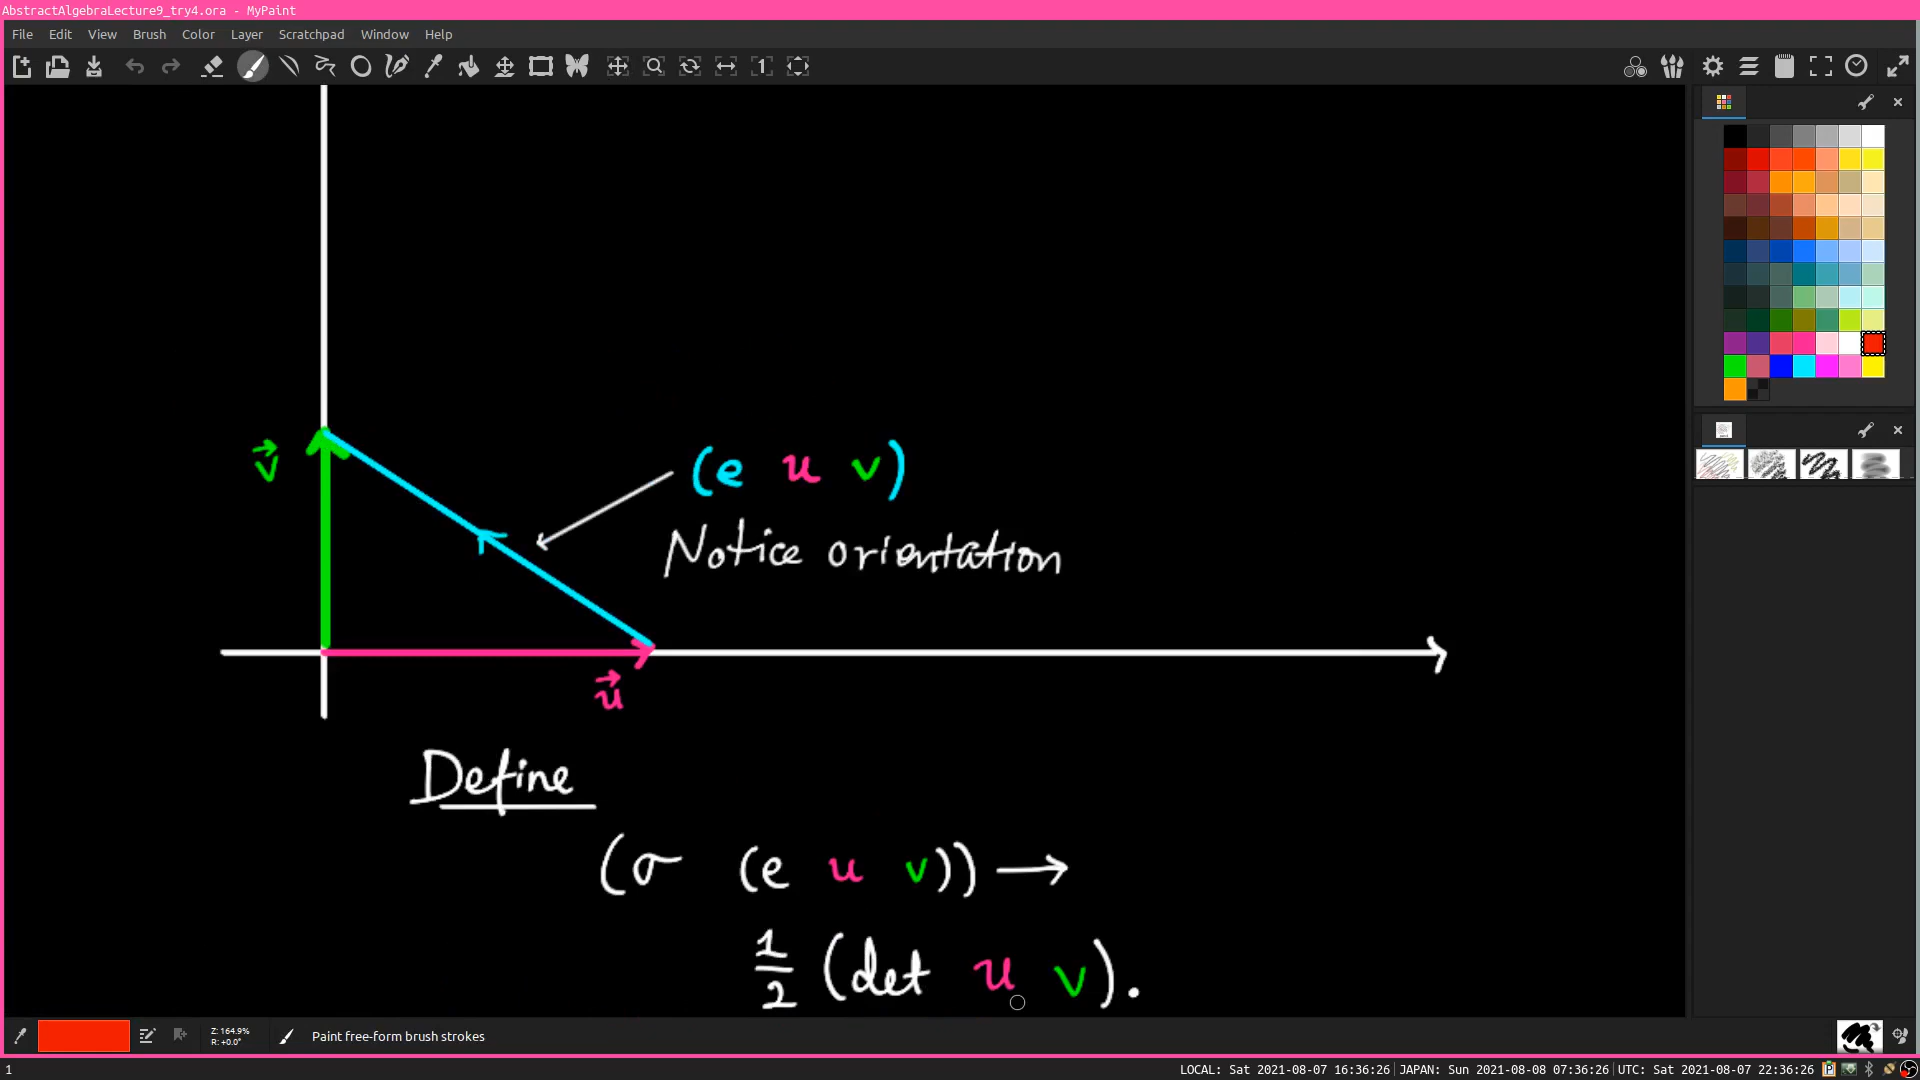 AbstractAlgebraLecture9_try4.ora - MyPaint
File Edit View Brush Color Layer Scratchpad Window Help
v⃗
(e u v)
Notice orientation
u⃗
Define
(σ (e u v)) →
1/2 (det u v).
Z: 164.9%
R: +0.0°
Paint free-form brush strokes
1
LOCAL: Sat 2021-08-07 16:36:26 | JAPAN: Sun 2021-08-08 07:36:26 | UTC: Sat 2021-08-07 22:36:26